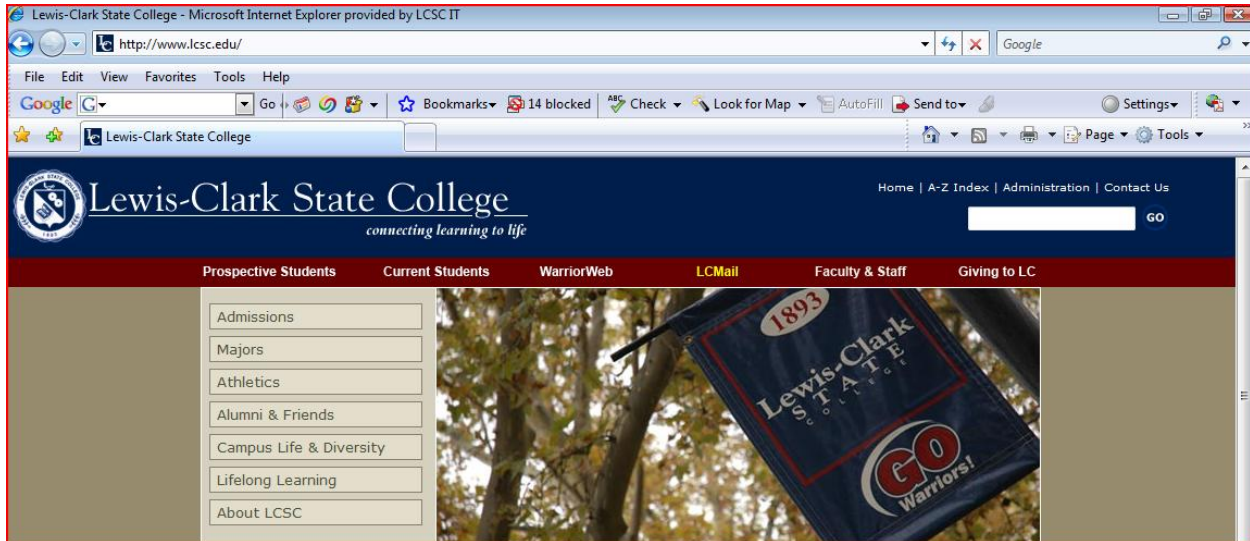 Lewis-Clark State College - Microsoft Internet Explorer provided by LCSC IT
http://www.lcsc.edu/
Google
File Edit View Favorites Tools Help
Google G Go Bookmarks 14 blocked Check Look for Map AutoFill Send to Settings
Lewis-Clark State College Page Tools
Home | A-Z Index | Administration | Contact Us
Lewis-Clark State College
connecting learning to life
GO
Prospective Students Current Students WarriorWeb LCMail Faculty & Staff Giving to LC
Admissions
Majors
Athletics
Alumni & Friends
Campus Life & Diversity
Lifelong Learning
About LCSC
1893
Lewis-Clark
STATE
COLLEGE
GO
Warriors!